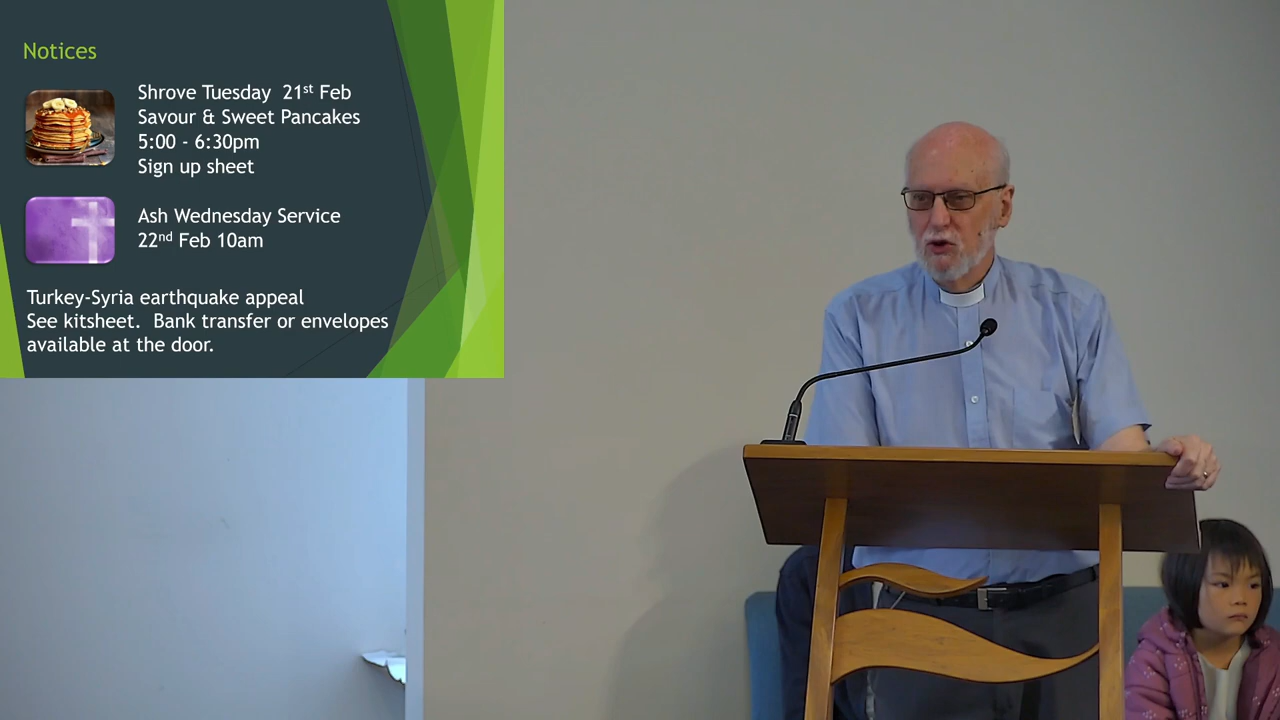 Notices
Shrove Tuesday 21st Feb
Savour & Sweet Pancakes
5:00 - 6:30pm
Sign up sheet
Ash Wednesday Service
22nd Feb 10am
Turkey-Syria earthquake appeal
See kitsheet. Bank transfer or envelopes
available at the door.